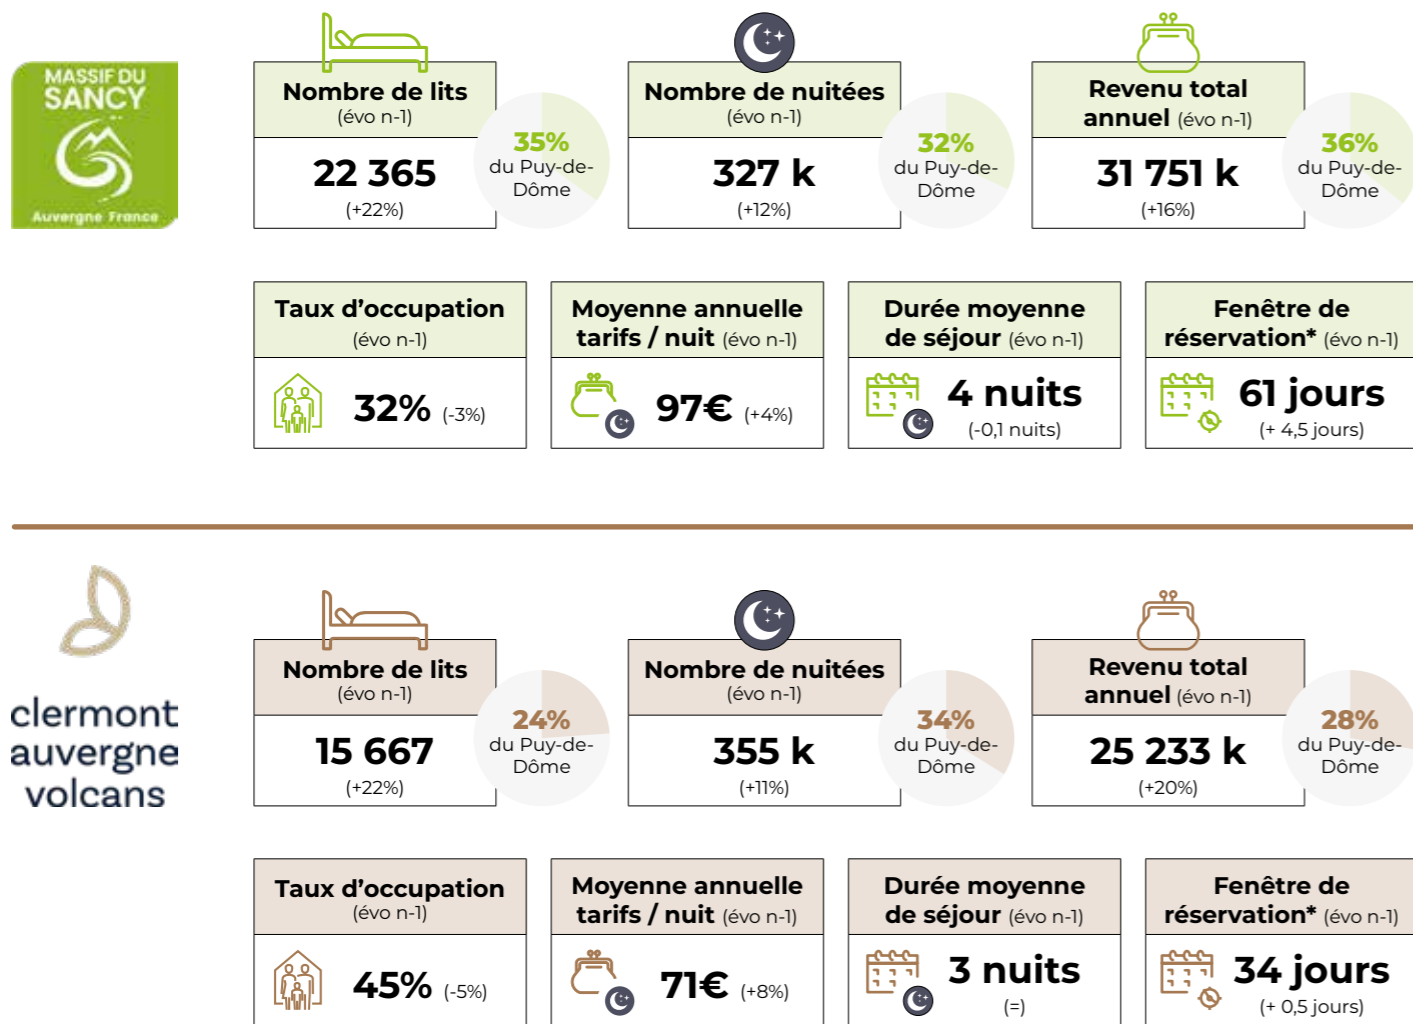 MASSIF DU
SANCY
Auvergne France
Nombre de lits
(évo n-1)
22 365
(+22%)
35%
du Puy-de-
Dôme
Nombre de nuitées
(évo n-1)
327 k
(+12%)
32%
du Puy-de-
Dôme
Revenu total
annuel (évo n-1)
31 751 k
(+16%)
36%
du Puy-de-
Dôme
Taux d’occupation
(évo n-1)
32% (-3%)
Moyenne annuelle
tarifs / nuit (évo n-1)
97€ (+4%)
Durée moyenne
de séjour (évo n-1)
4 nuits
(-0,1 nuits)
Fenêtre de
réservation* (évo n-1)
61 jours
(+ 4,5 jours)
clermont
auvergne
volcans
Nombre de lits
(évo n-1)
15 667
(+22%)
24%
du Puy-de-
Dôme
Nombre de nuitées
(évo n-1)
355 k
(+11%)
34%
du Puy-de-
Dôme
Revenu total
annuel (évo n-1)
25 233 k
(+20%)
28%
du Puy-de-
Dôme
Taux d’occupation
(évo n-1)
45% (-5%)
Moyenne annuelle
tarifs / nuit (évo n-1)
71€ (+8%)
Durée moyenne
de séjour (évo n-1)
3 nuits
(=)
Fenêtre de
réservation* (évo n-1)
34 jours
(+ 0,5 jours)